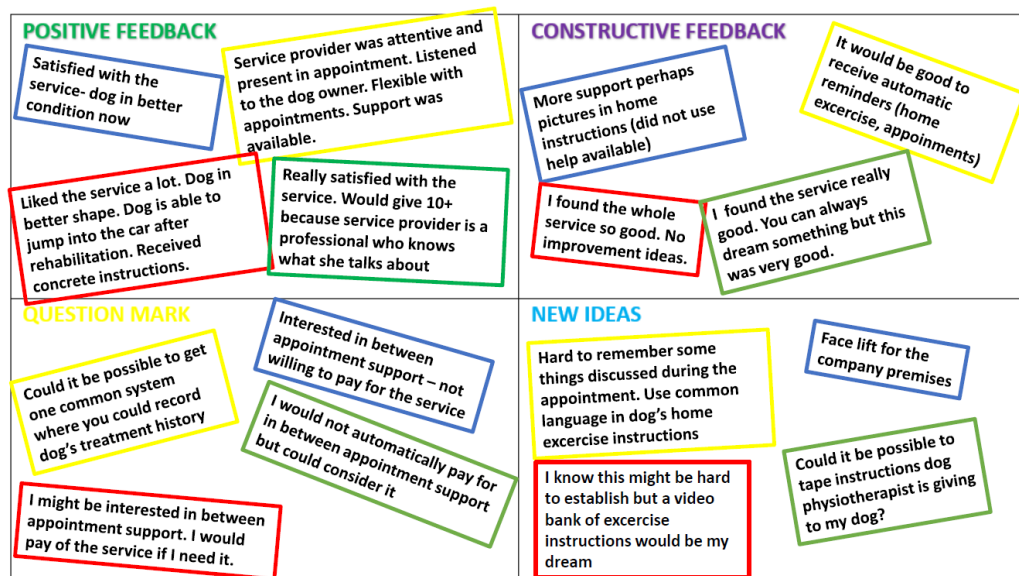 POSITIVE FEEDBACK
Satisfied with the
service- dog in better
condition now
Service provider was attentive and
present in appointment. Listened
to the dog owner. Flexible with
appointments. Support was
available.
Liked the service a lot. Dog in
better shape. Dog is able to
jump into the car after
rehabilitation. Received
concrete instructions.
Really satisfied with the
service. Would give 10+
because service provider is a
professional who knows
what she talks about
CONSTRUCTIVE FEEDBACK
More support perhaps
pictures in home
instructions (did not use
help available)
It would be good to
receive automatic
reminders (home
excercise, appoinments)
I found the whole
service so good. No
improvement ideas.
I found the service really
good. You can always
dream something but this
was very good.
QUESTION MARK
Could it be possible to get
one common system
where you could record
dog's treatment history
Interested in between
appointment support – not
willing to pay for the service
I would not automatically pay for
in between appointment support
but could consider it
I might be interested in between
appointment support. I would
pay of the service if I need it.
NEW IDEAS
Hard to remember some
things discussed during the
appointment. Use common
language in dog's home
excercise instructions
Face lift for the
company premises
I know this might be hard
to establish but a video
bank of excercise
instructions would be my
dream
Could it be possible to
tape instructions dog
physiotherapist is giving
to my dog?